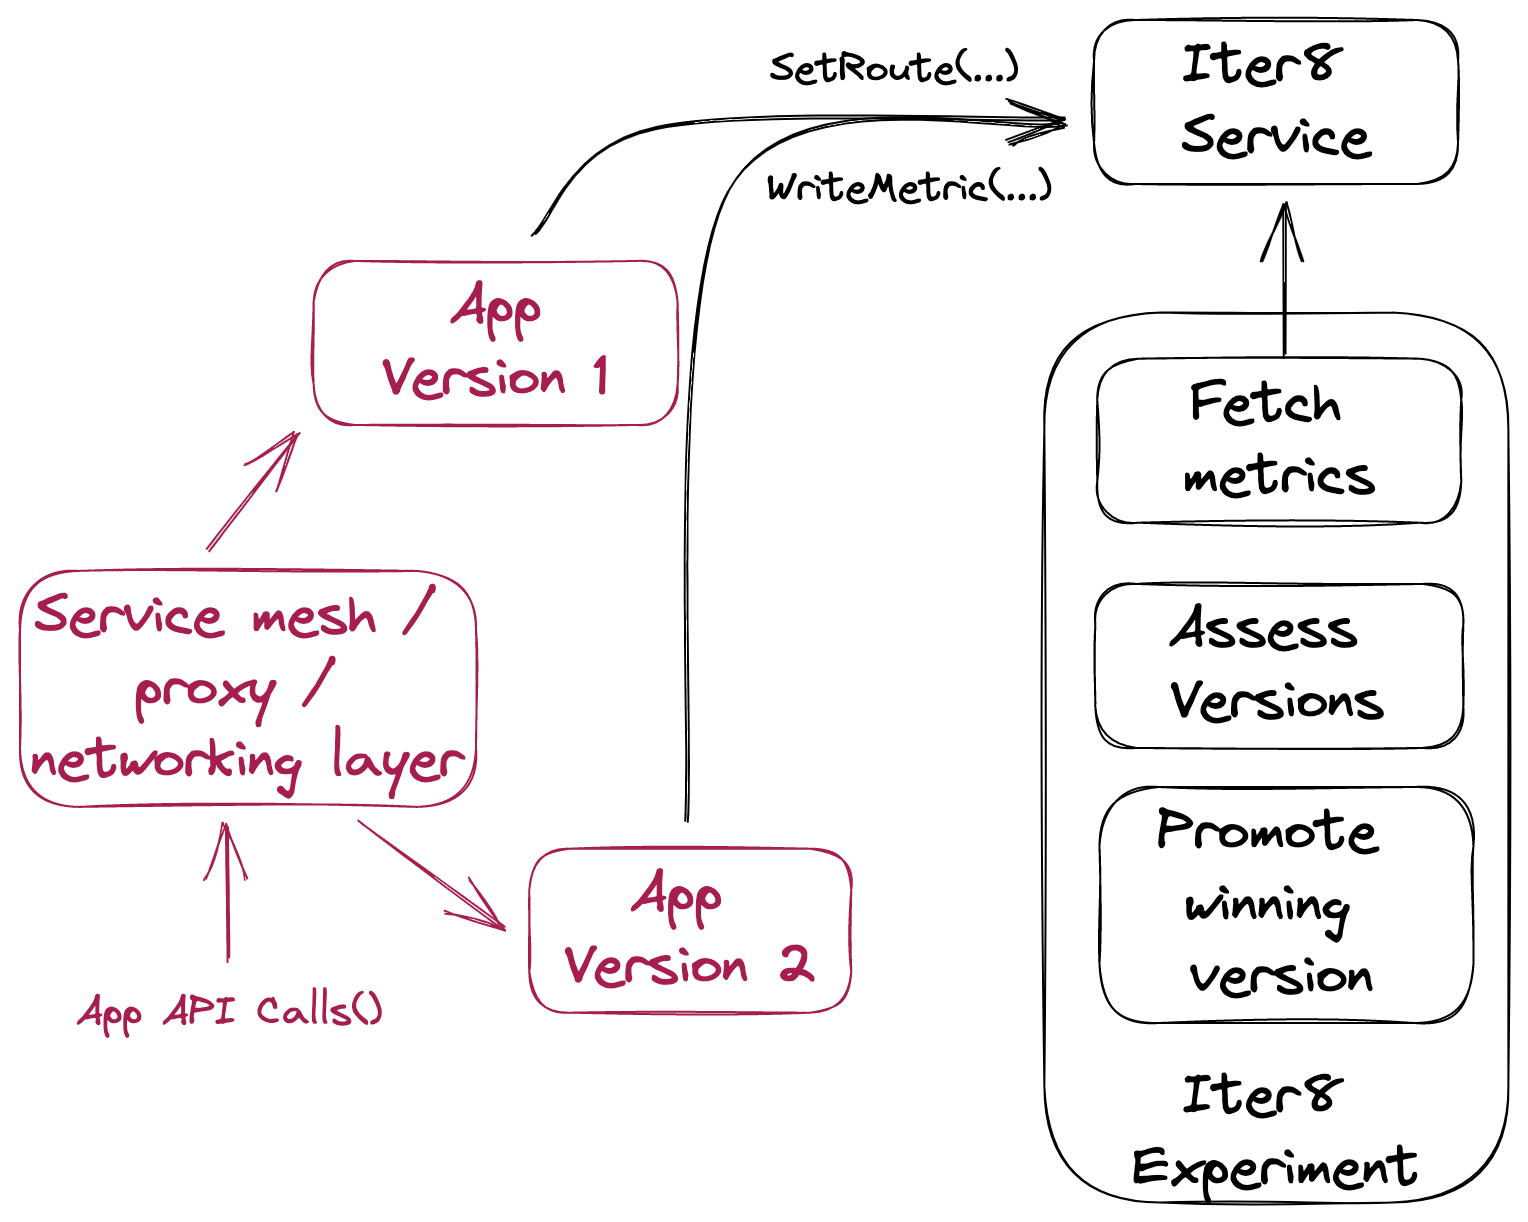 SetRoute(...)
WriteMetric(...)
Iter8
Service
App
Version 1
Service mesh /
proxy /
networking layer
App API Calls()
App
Version 2
Fetch
metrics
Assess
Versions
Promote
winning
version
Iter8
Experiment